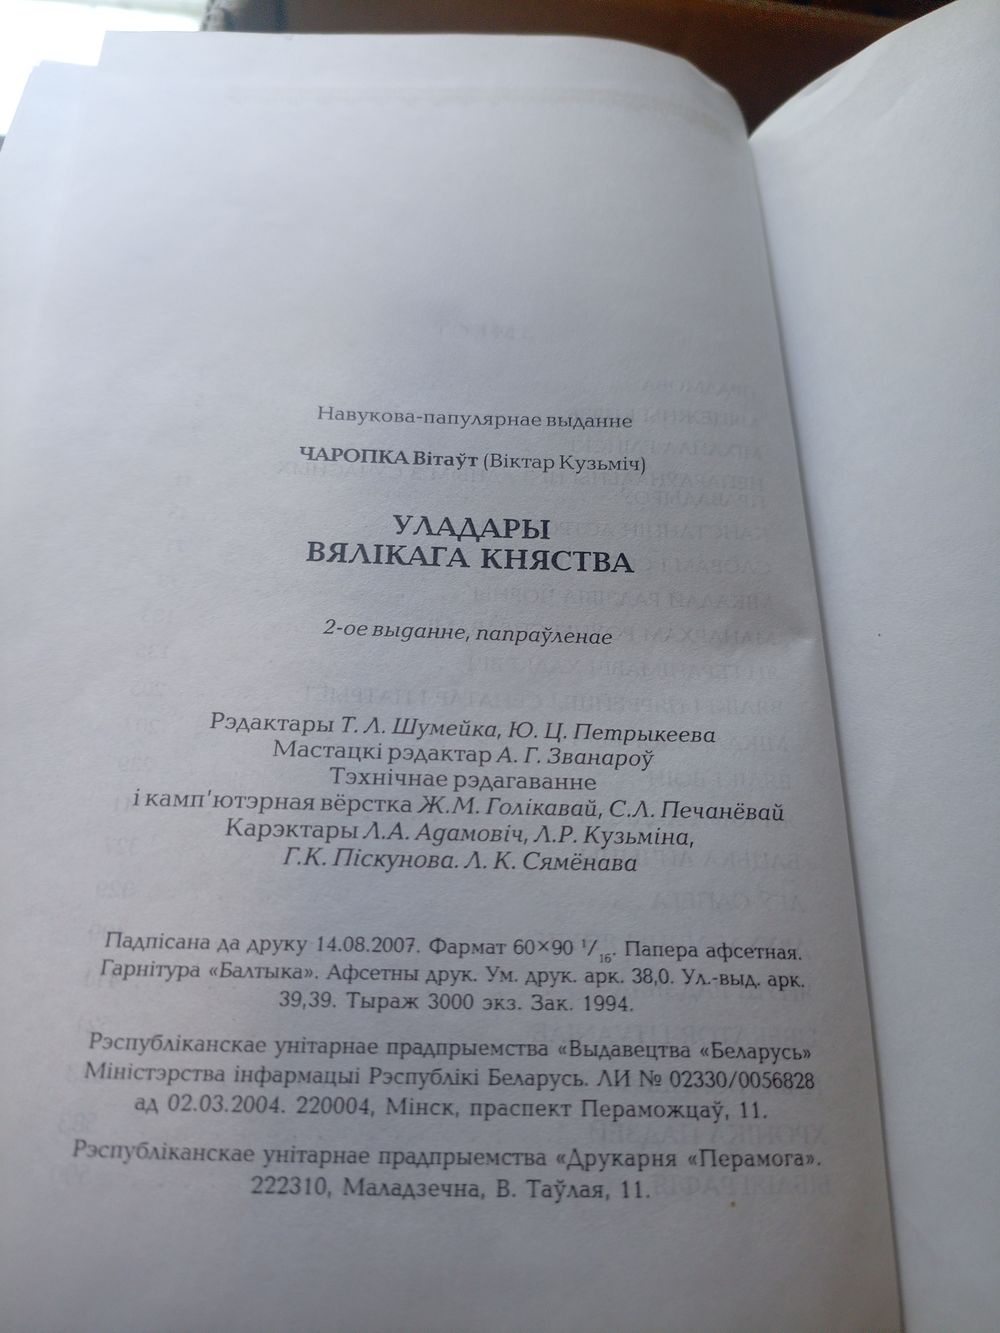 Навукова-папулярнае выданне
ЧАРОПКА Вітаўт (Віктар Кузьміч)
УЛАДАРЫ
ВЯЛІКАГА КНЯСТВА
2-ое выданне, папраўленае
Рэдактары Т. Л. Шумейка, Ю. Ц. Петрыкеева
Мастацкі рэдактар А. Г. Званароў
Тэхнічнае рэдагаванне
і камп'ютэрная вёрстка Ж.М. Голікавай, С.Л. Печанёвай
Карэктары Л.А. Адамовіч, Л.Р. Кузьміна,
Г.К. Піскунова. Л. К. Сямёнава
Падпісана да друку 14.08.2007. Фармат 60×90 1/16. Папера афсетная.
Гарнітура «Балтыка». Афсетны друк. Ум. друк. арк. 38,0. Ул.-выд. арк.
39,39. Тыраж 3000 экз. Зак. 1994.
Рэспубліканскае унітарнае прадпрыемства «Выдавецтва «Беларусь»
Міністэрства інфармацыі Рэспублікі Беларусь. ЛИ № 02330/0056828
ад 02.03.2004. 220004, Мінск, праспект Пераможцаў, 11.
Рэспубліканскае унітарнае прадпрыемства «Друкарня «Перамога».
222310, Маладзечна, В. Таўлая, 11.